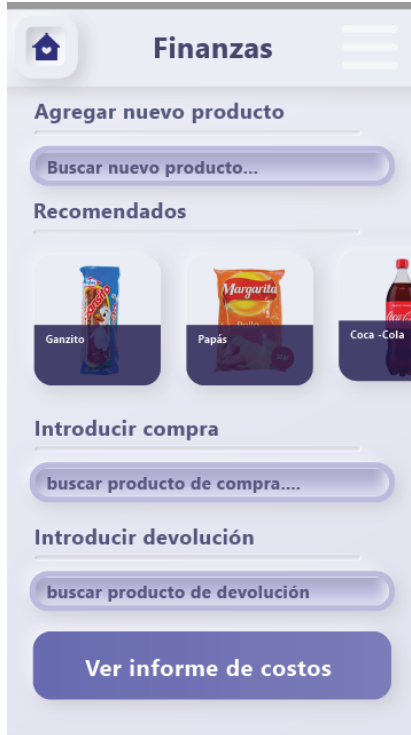 Finanzas
Agregar nuevo producto
Buscar nuevo producto...
Recomendados
Margarita
Pollo
Ganzito
Papás
Coca -Cola
Introducir compra
buscar producto de compra....
Introducir devolución
buscar producto de devolución
Ver informe de costos